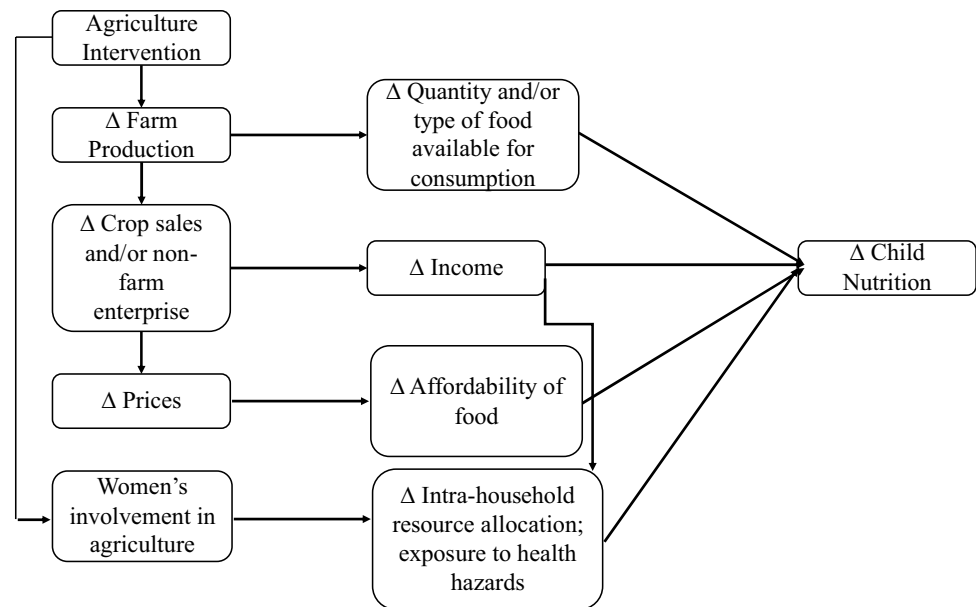 Agriculture
Intervention
Δ Farm
Production
Δ Quantity and/or
type of food
available for
consumption
Δ Crop sales
and/or non-
farm
enterprise
Δ Income
Δ Child
Nutrition
Δ Prices
Δ Affordability of
food
Women’s
involvement in
agriculture
Δ Intra-household
resource allocation;
exposure to health
hazards